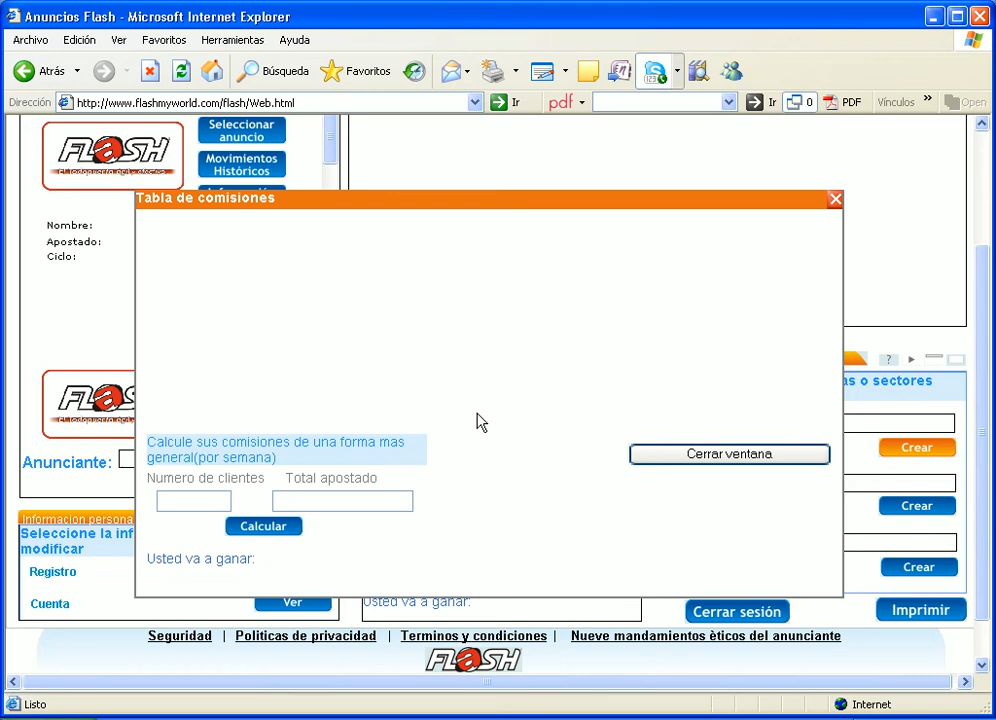 Anuncios Flash - Microsoft Internet Explorer
Archivo Edición Ver Favoritos Herramientas Ayuda
Atrás Búsqueda Favoritos
Dirección http://www.flashmyworld.com/flash/Web.html Ir pdf Ir 0 PDF Vínculos » Open
FLASH
Seleccionar
anuncio
Movimientos
Históricos
Tabla de comisiones
Nombre:
Apostado:
Ciclo:
? 
as o sectores
FLASH
Crear
Calcule sus comisiones de una forma mas
general(por semana)
Cerrar ventana
Anunciante:
Numero de clientes Total apostado
Crear
Calcular
Informacion persona
Seleccione la inf
modificar
Usted va a ganar:
Registro
Crear
Cuenta
Ver
Usted va a ganar:
Cerrar sesión
Imprimir
Seguridad | Politicas de privacidad | Terminos y condiciones | Nueve mandamientos èticos del anunciante
FLASH
Listo Internet